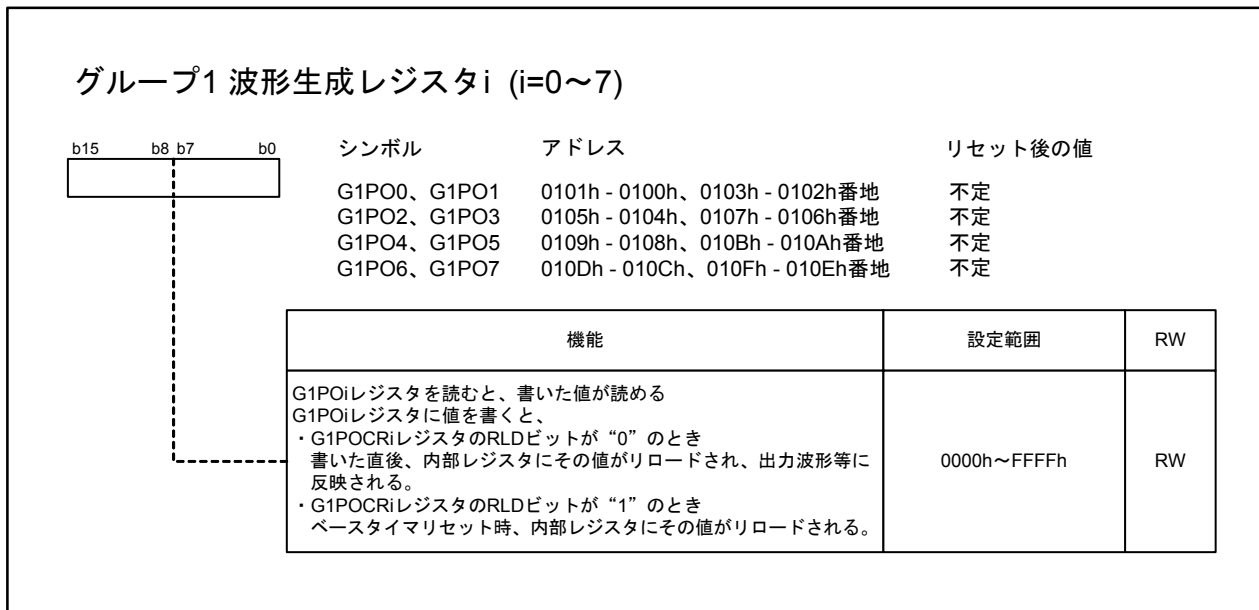 グループ1 波形生成レジスタi (i=0～7)
b15 b8 b7 b0
シンボル アドレス リセット後の値
G1PO0、G1PO1 0101h - 0100h、0103h - 0102h番地 不定
G1PO2、G1PO3 0105h - 0104h、0107h - 0106h番地 不定
G1PO4、G1PO5 0109h - 0108h、010Bh - 010Ah番地 不定
G1PO6、G1PO7 010Dh - 010Ch、010Fh - 010Eh番地 不定
機能 設定範囲 RW
G1POiレジスタを読むと、書いた値が読める
G1POiレジスタに値を書くと、
・G1POCRiレジスタのRLDビットが“0”のとき
書いた直後、内部レジスタにその値がリロードされ、出力波形等に
反映される。
・G1POCRiレジスタのRLDビットが“1”のとき
ベースタイマリセット時、内部レジスタにその値がリロードされる。
0000h～FFFFh RW